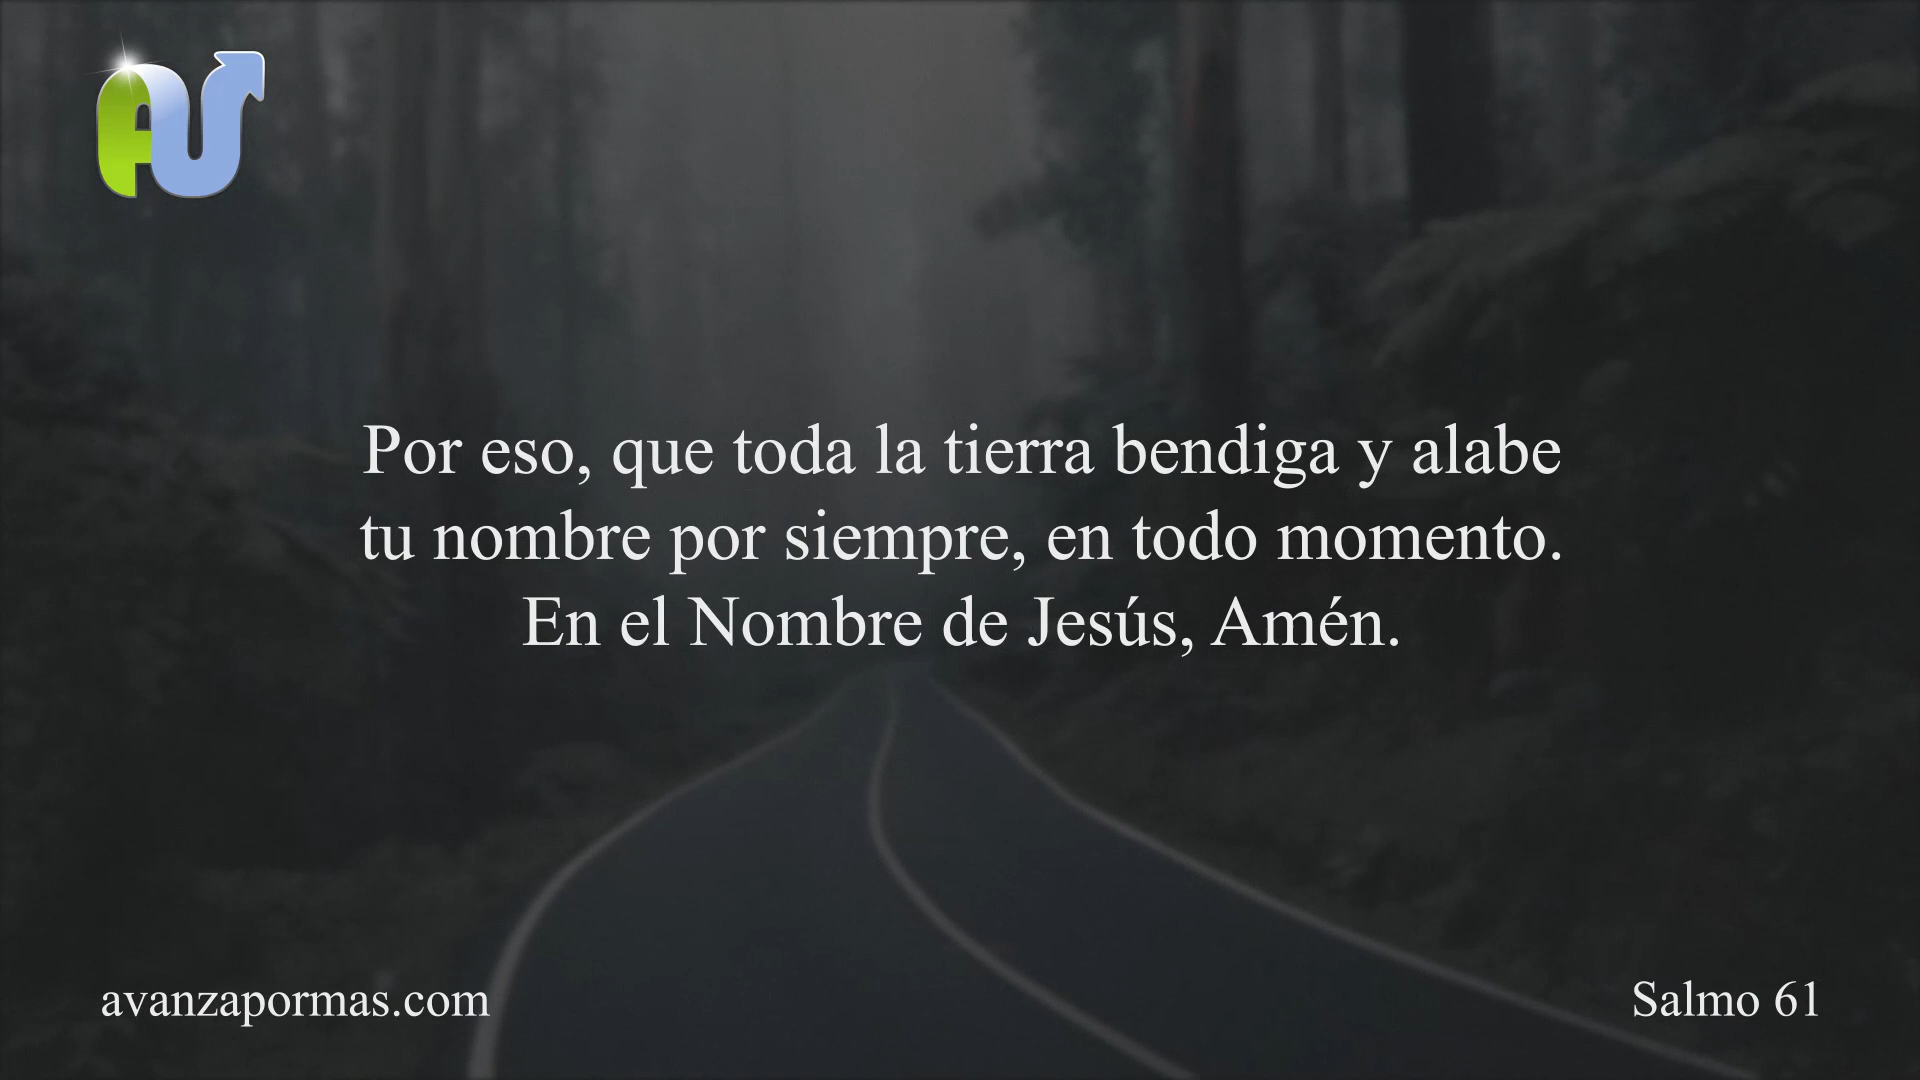 Por eso, que toda la tierra bendiga y alabe
tu nombre por siempre, en todo momento.
En el Nombre de Jesús, Amén.
avanzapormas.com
Salmo 61